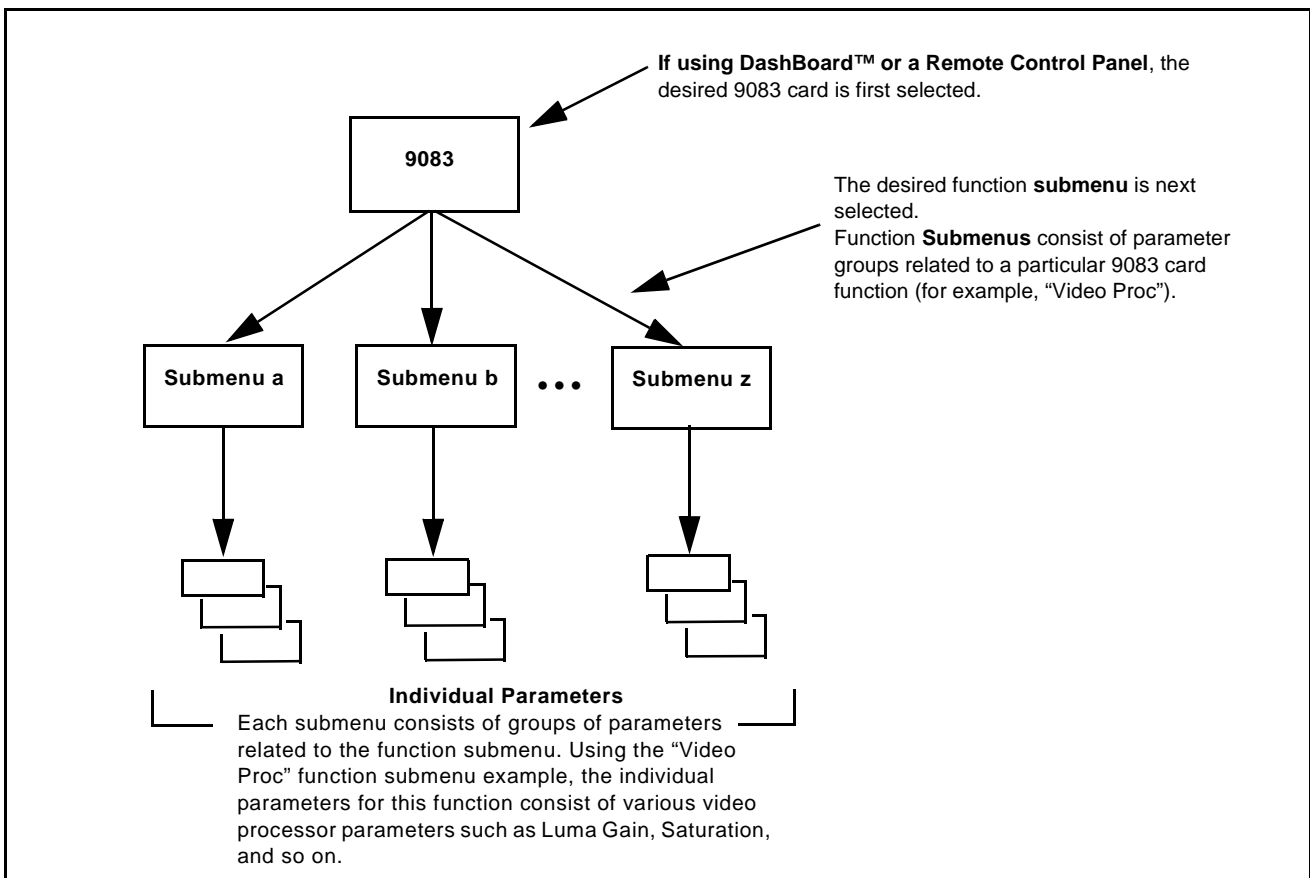 If using DashBoard™ or a Remote Control Panel, the
desired 9083 card is first selected.
9083
The desired function submenu is next
selected.
Function Submenus consist of parameter
groups related to a particular 9083 card
function (for example, “Video Proc”).
Submenu a
Submenu b
•••
Submenu z
Individual Parameters
Each submenu consists of groups of parameters
related to the function submenu. Using the “Video
Proc” function submenu example, the individual
parameters for this function consist of various video
processor parameters such as Luma Gain, Saturation,
and so on.